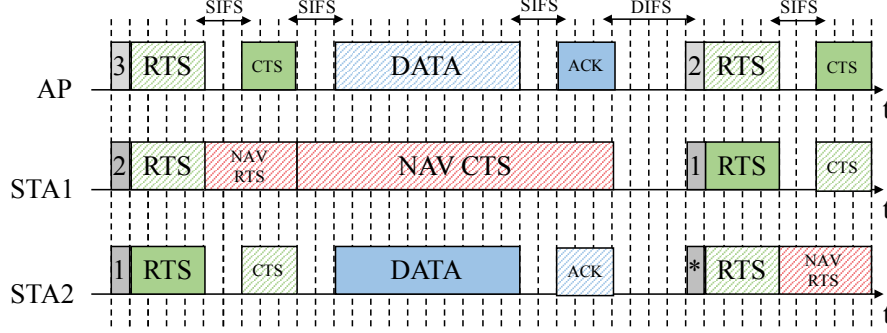 SIFS SIFS SIFS DIFS SIFS
AP 3 RTS CTS DATA ACK 2 RTS CTS
t
STA1 2 RTS NAV RTS NAV CTS 1 RTS CTS
t
STA2 1 RTS CTS DATA ACK * RTS NAV RTS
t